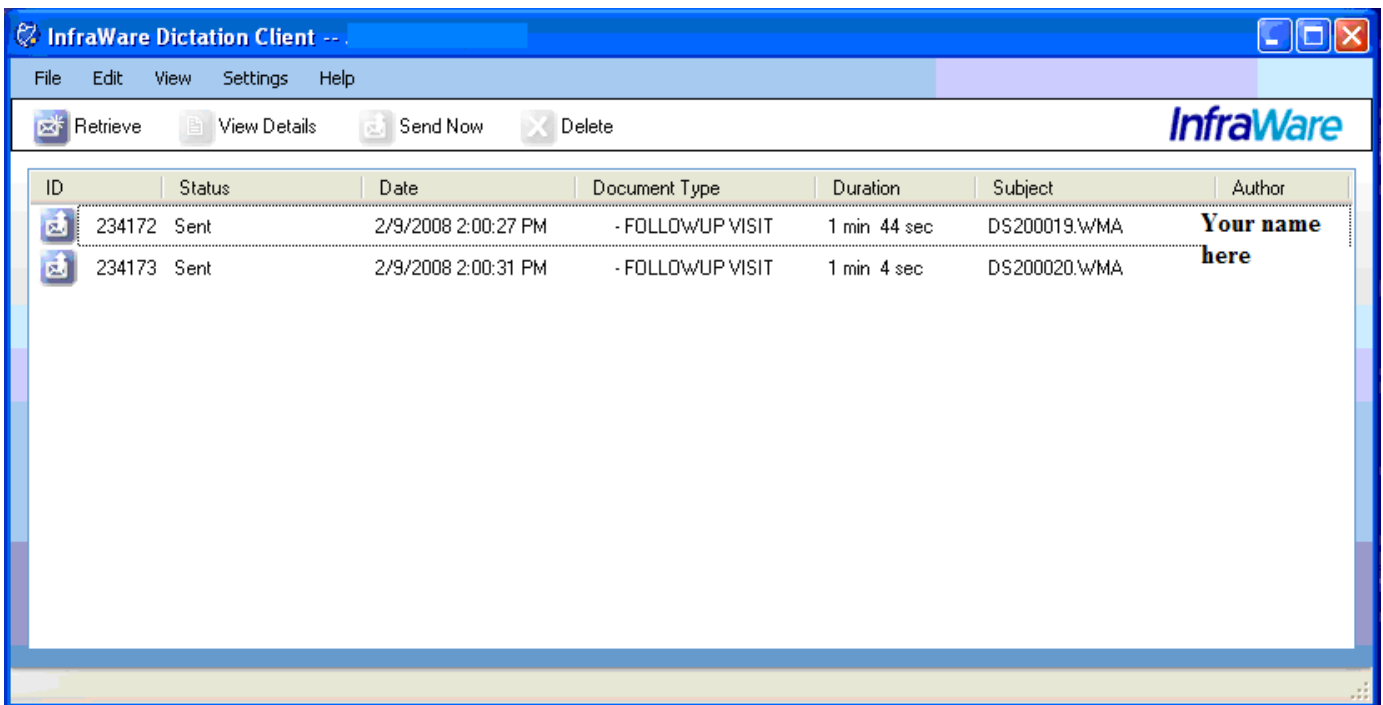 InfraWare Dictation Client -- .
File Edit View Settings Help
Retrieve View Details Send Now Delete InfraWare
ID Status Date Document Type Duration Subject Author
234172 Sent 2/9/2008 2:00:27 PM - FOLLOWUP VISIT 1 min 44 sec DS200019.WMA Your name
234173 Sent 2/9/2008 2:00:31 PM - FOLLOWUP VISIT 1 min 4 sec DS200020.WMA here